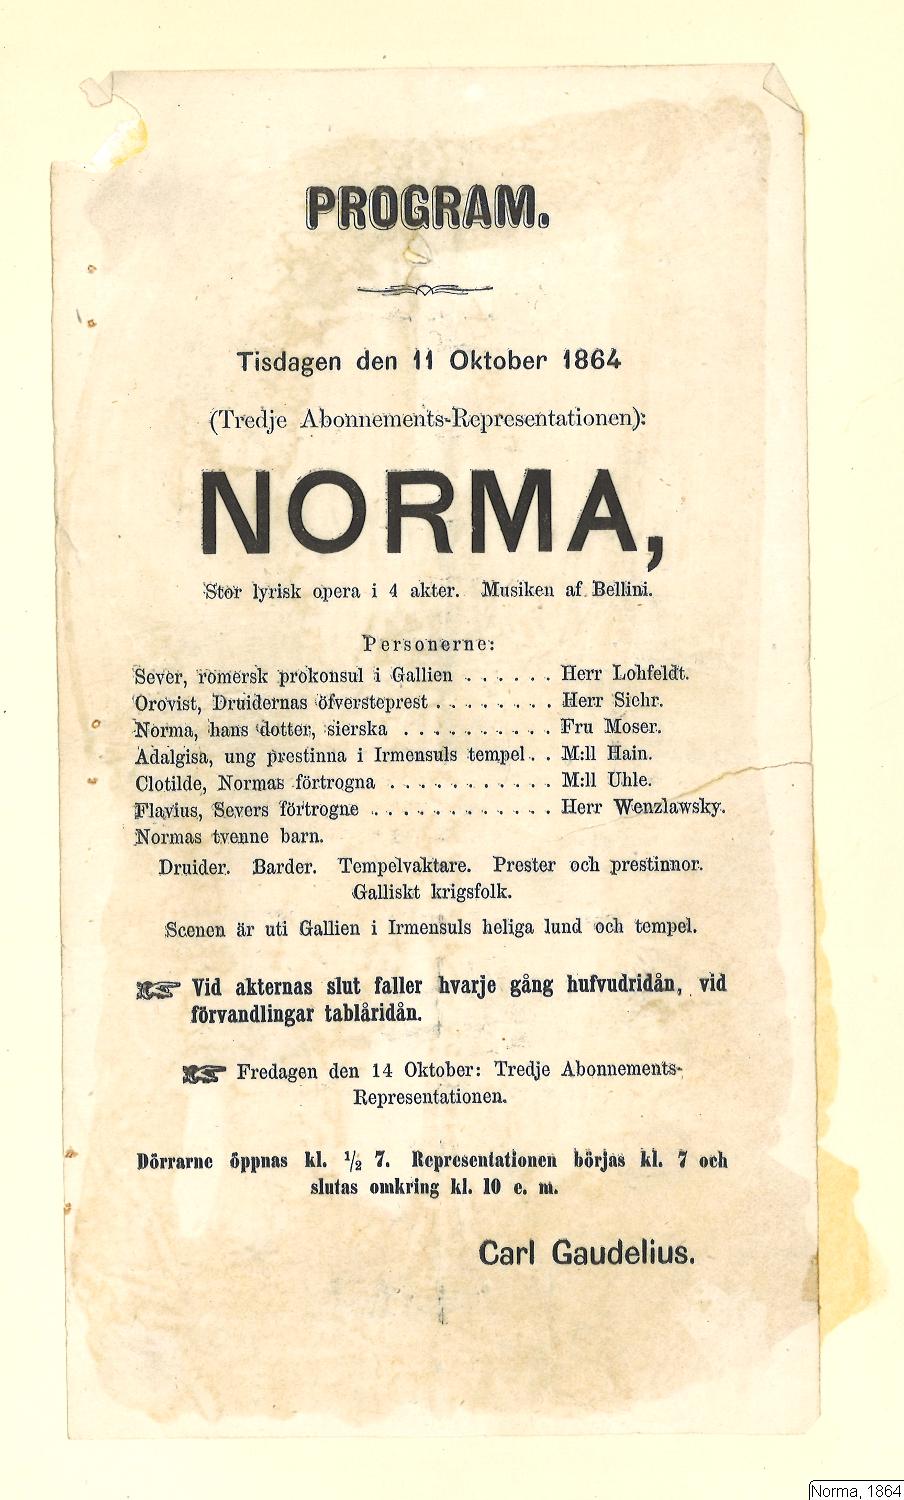 PROGRAM.
Tisdagen den 11 Oktober 1864
(Tredje Abonnements-Representationen):
NORMA,
Stor lyrisk opera i 4 akter. Musiken af Bellini.
Personerne:
Sever, romersk prokonsul i Gallien . . . . . . Herr Lohfeldt.
Orovist, Druidernas öfversteprest . . . . . . . . Herr Sichr.
Norma, hans dotter, sierska . . . . . . . . . . Fru Moser.
Adalgisa, ung prestinna i Irmensuls tempel . . M:ll Hain.
Clotilde, Normas förtrogna . . . . . . . . . . . M:ll Uhle.
Flavius, Severs förtrogne . . . . . . . . . . . . Herr Wenzlawsky.
Normas tvenne barn.
Druider. Barder. Tempelvaktare. Prester och prestinnor.
Galliskt krigsfolk.
Scenen är uti Gallien i Irmensuls heliga lund och tempel.
Vid akternas slut faller hvarje gång hufvudridån, vid
förvandlingar tablåridån.
Fredagen den 14 Oktober: Tredje Abonnements-
Representationen.
Dörrarne öppnas kl. ½ 7. Representationen börjas kl. 7 och
slutas omkring kl. 10 e. m.
Carl Gaudelius.
Norma, 1864